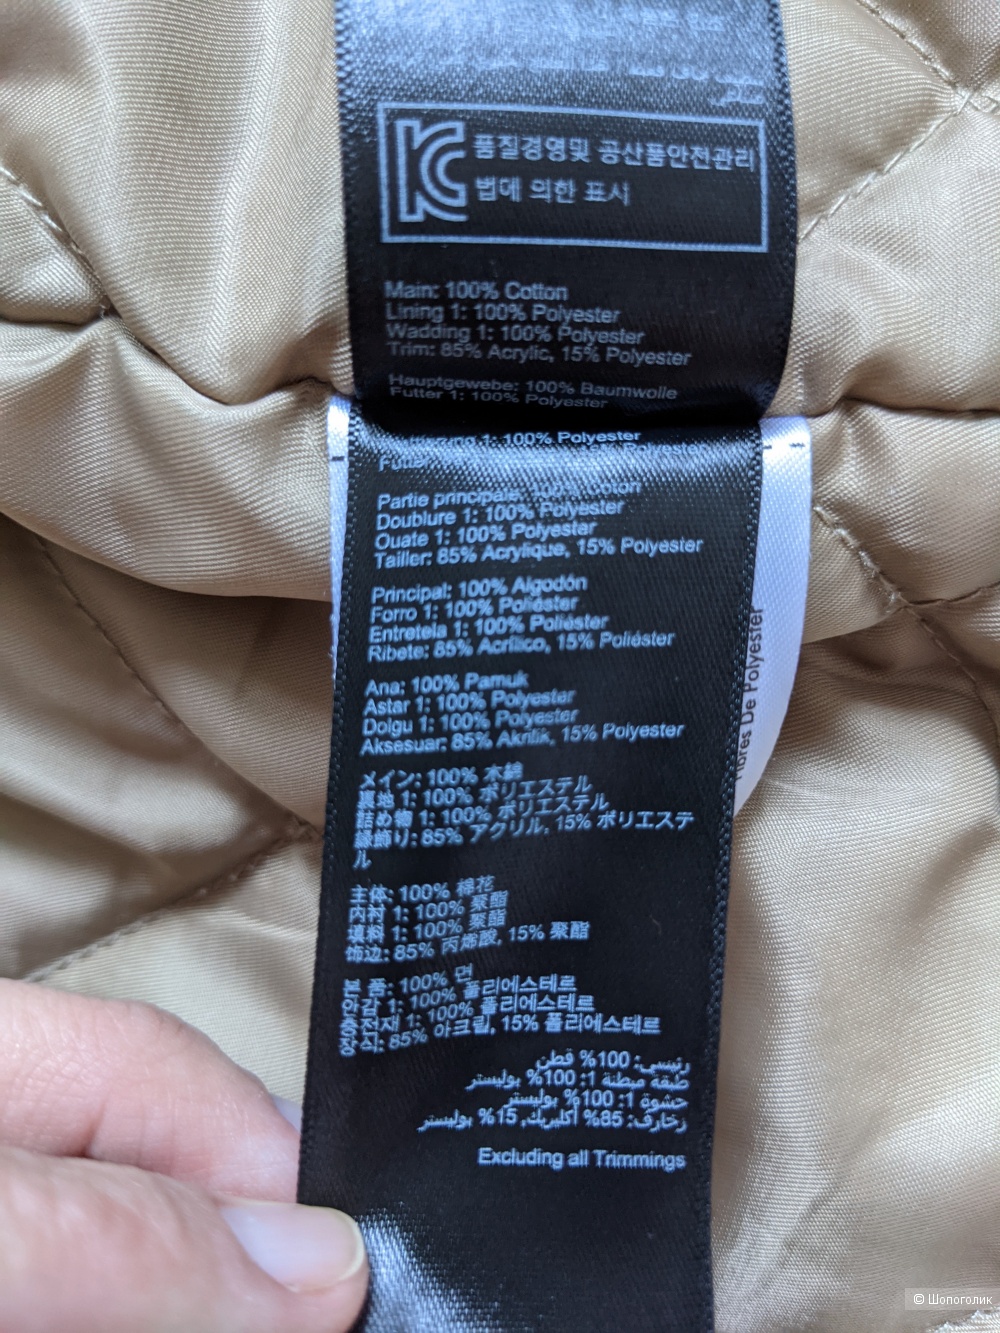 KC 품질경영및 공산품안전관리
법에 의한 표시
Main: 100% Cotton
Lining 1: 100% Polyester
Wadding 1: 100% Polyester
Trim: 85% Acrylic, 15% Polyester
Hauptgewebe: 100% Baumwolle
Futter 1: 100% Polyester
1: 100% Polyester
Polyester
Partie principale: 100% Coton
Doublure 1: 100% Polyester
Ouate 1: 100% Polyester
Tailler: 85% Acrylique, 15% Polyester
Principal: 100% Algodón
Forro 1: 100% Poliéster
Entretela 1: 100% Poliéster
Ribete: 85% Acrílico, 15% Poliéster
Ana: 100% Pamuk
Astar 1: 100% Polyester
Dolgu 1: 100% Polyester
Aksesuar: 85% Akrilik, 15% Polyester
メイン: 100% 木綿
裏地 1: 100% ポリエステル
詰め物 1: 100% ポリエステル
縁飾り: 85% アクリル, 15% ポリエステ
ル
主体: 100% 棉花
内衬 1: 100% 聚酯
填料 1: 100% 聚酯
饰边: 85% 丙烯酸, 15% 聚酯
본 품: 100% 면
안감 1: 100% 폴리에스테르
충전재 1: 100% 폴리에스테르
장식: 85% 아크릴, 15% 폴리에스테르
رئيسي: 100% قطن
طبقة مبطنة 1: 100% بوليستر
حشوة 1: 100% بوليستر
زخارف: 85% أكليريك, 15% بوليستر
Excluding all Trimmings
De Polyester
© Шопоголик